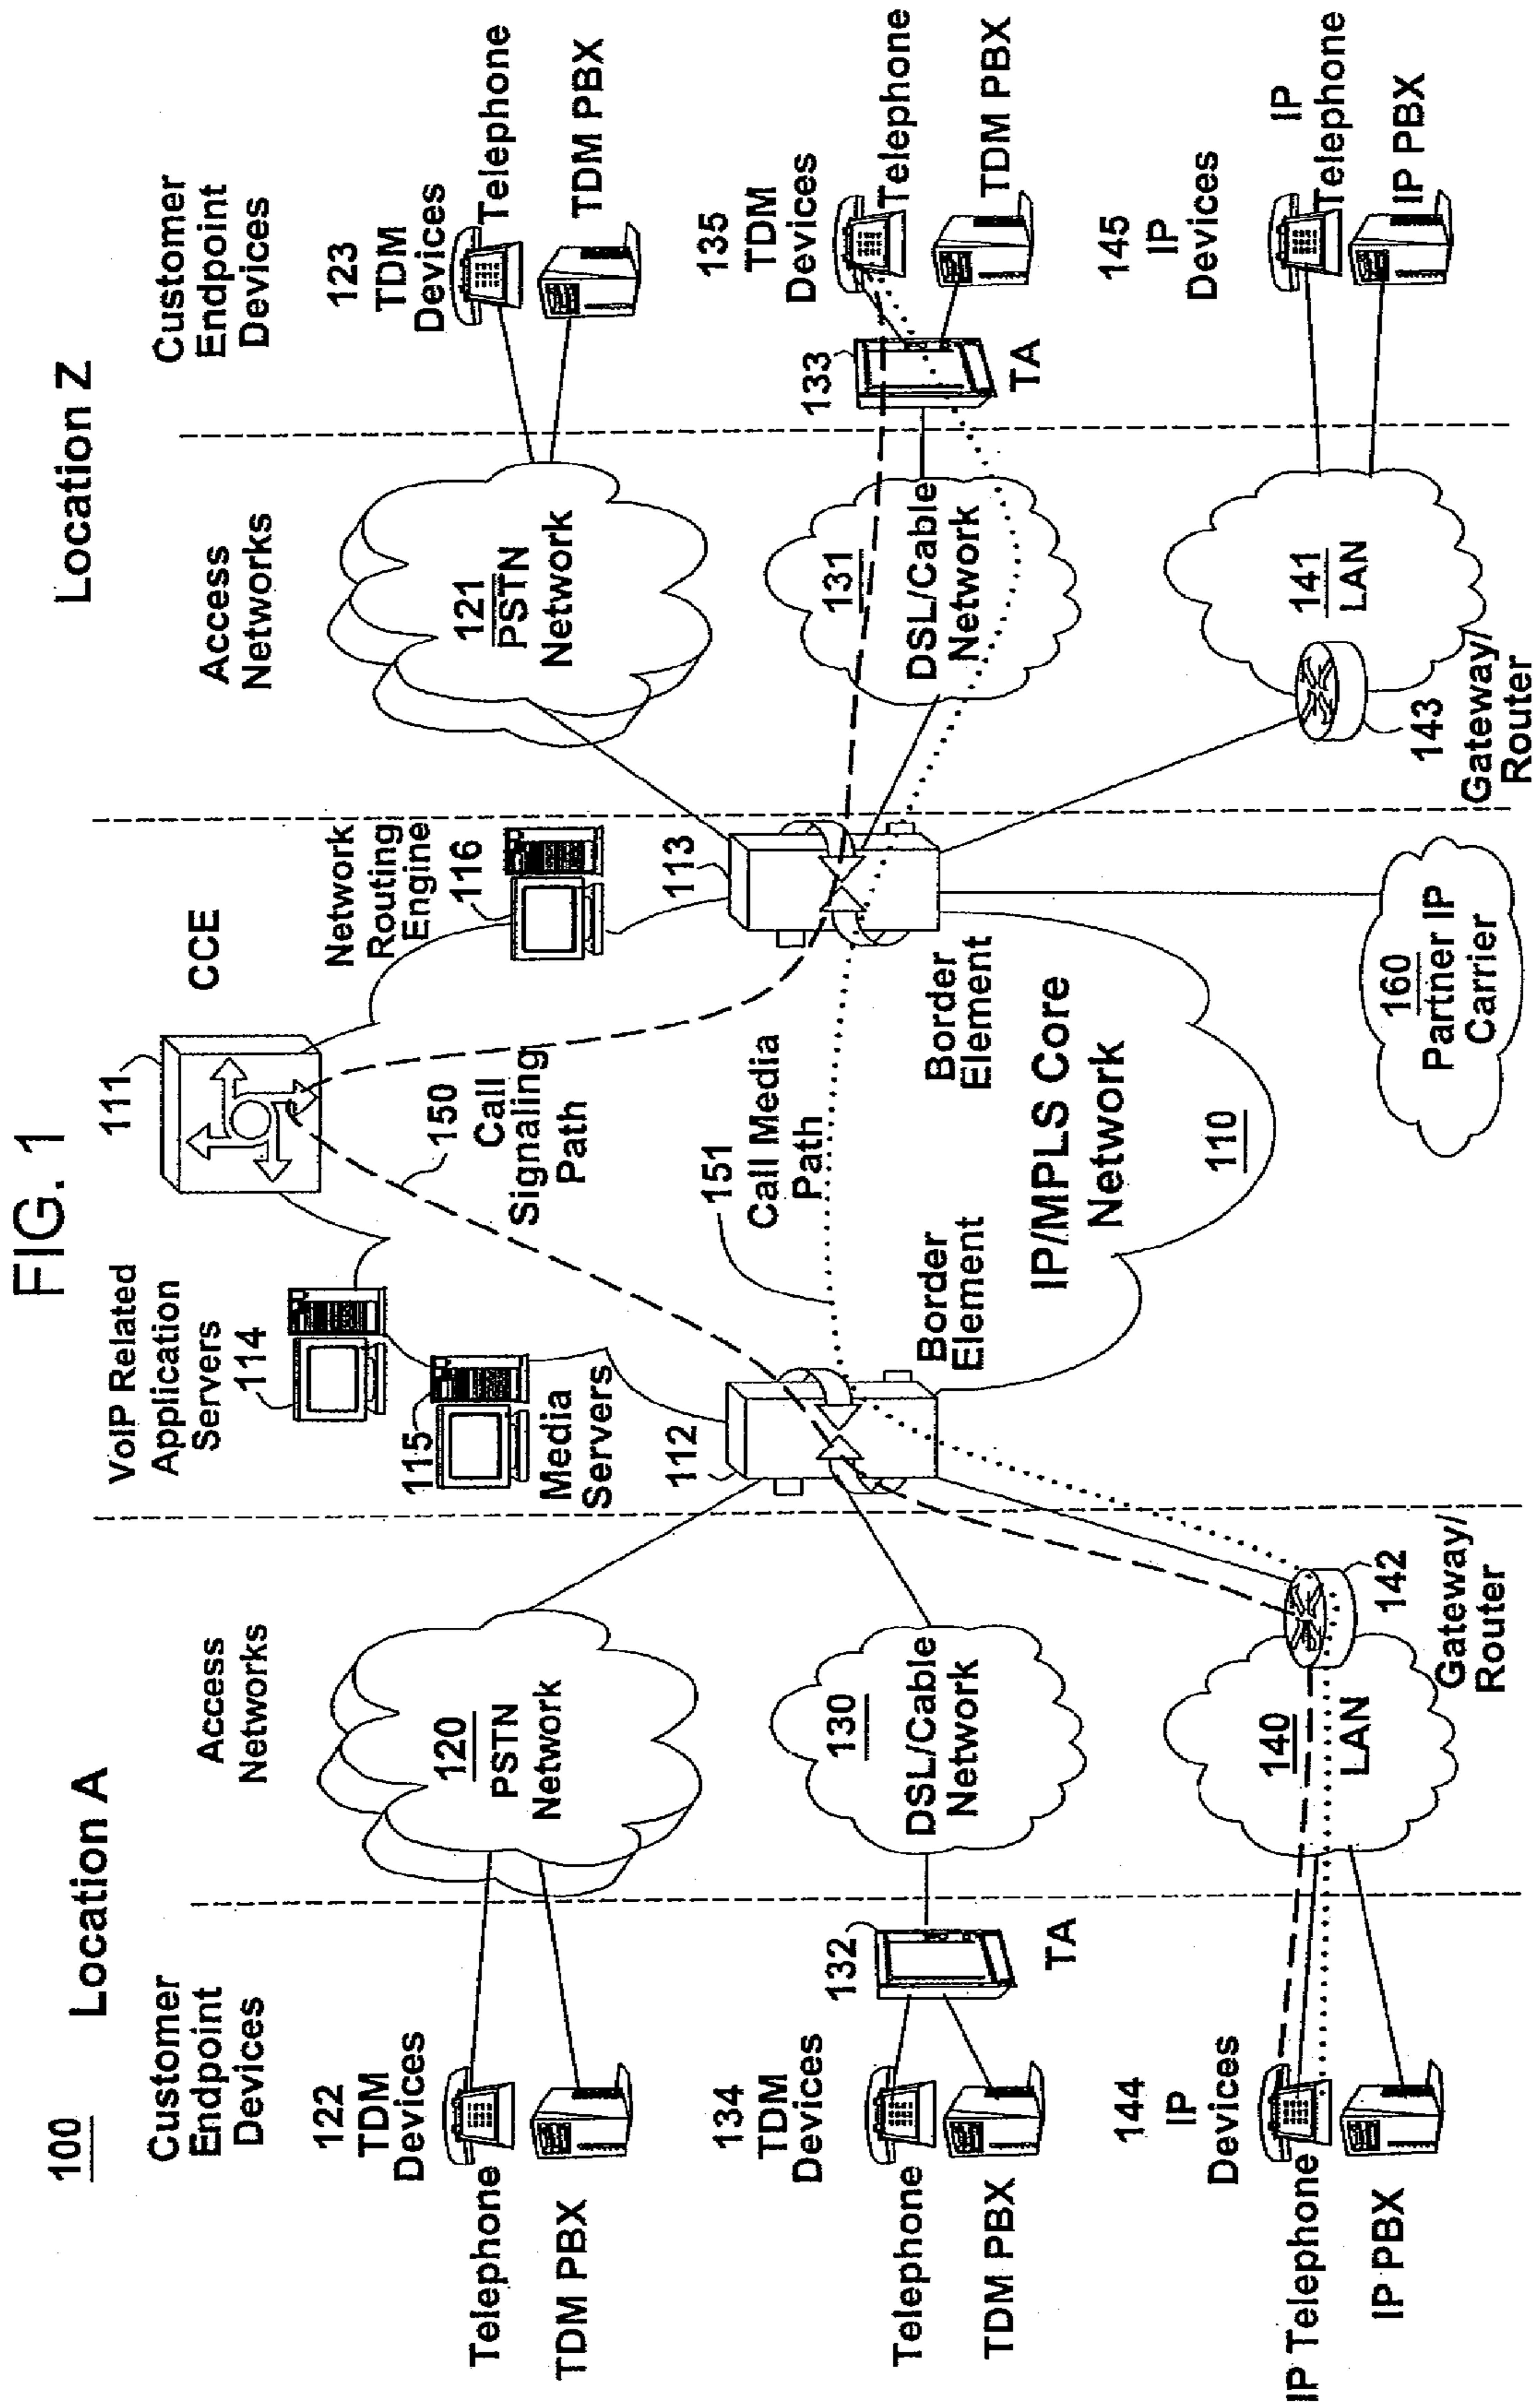 FIG. 1
100
Location A
Location Z
Customer
Endpoint
Devices
Access
Networks
VoIP Related
Application
Servers
114
111
CCE
Network
Routing
Engine
116
Access
Networks
Customer
Endpoint
Devices
122
TDM
Devices
Telephone
TDM PBX
120
PSTN
Network
115
Media
Servers
150
Call
Signaling
Path
121
PSTN
Network
123
TDM
Devices
Telephone
TDM PBX
134
TDM
Devices
Telephone
TDM PBX
132
TA
130
DSL/Cable
Network
112
Border
Element
151
Call Media
Path
113
Border
Element
131
DSL/Cable
Network
133
TA
135
TDM
Devices
Telephone
TDM PBX
IP/MPLS Core
Network
110
144
IP
Devices
IP Telephone
IP PBX
140
LAN
142
Gateway/
Router
160
Partner IP
Carrier
141
LAN
143
Gateway/
Router
145
IP
Devices
IP
Telephone
IP PBX